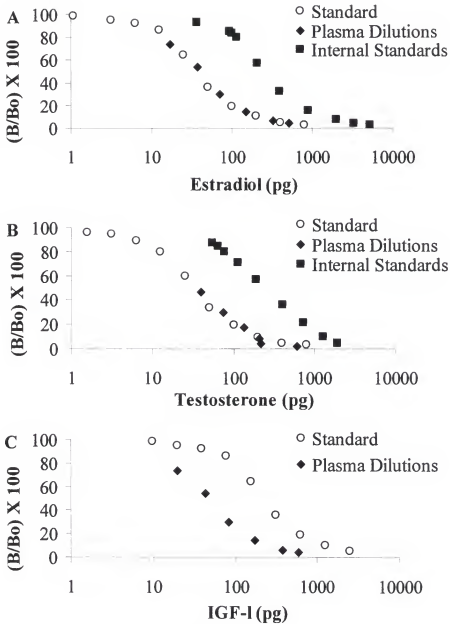 A
(B/Bo) X 100
100
80
60
40
20
0
○ Standard
◆ Plasma Dilutions
■ Internal Standards
1 10 100 1000 10000
Estradiol (pg)
B
(B/Bo) X 100
100
80
60
40
20
0
○ Standard
◆ Plasma Dilutions
■ Internal Standards
1 10 100 1000 10000
Testosterone (pg)
C
(B/Bo) X 100
100
80
60
40
20
0
○ Standard
◆ Plasma Dilutions
1 10 100 1000 10000
IGF-l (pg)